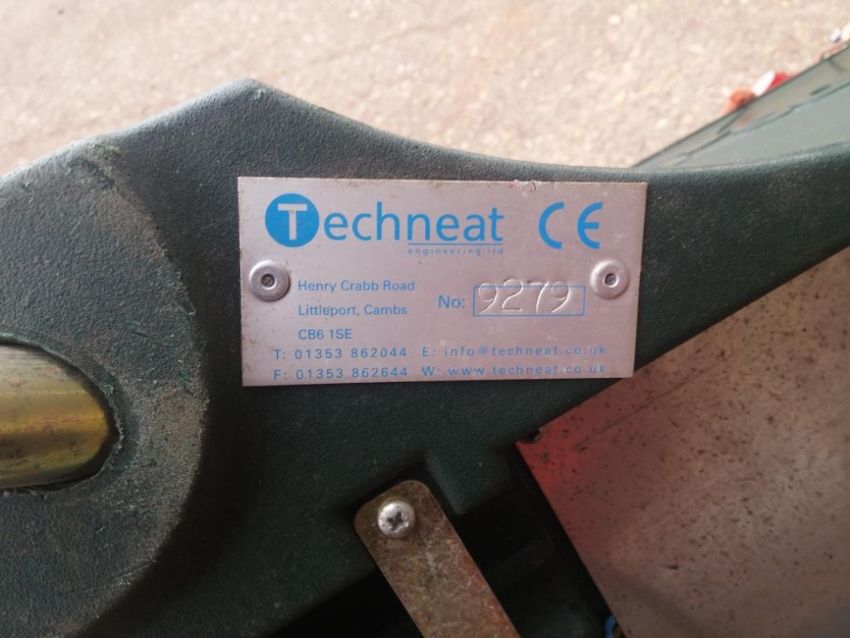 Techneat CE
engineering ltd
Henry Crabb Road
Littleport, Cambs
No: 9279
CB6 1SE
T: 01353 862044 E: info@techneat.co.uk
F: 01353 862644 W: www.techneat.co.uk